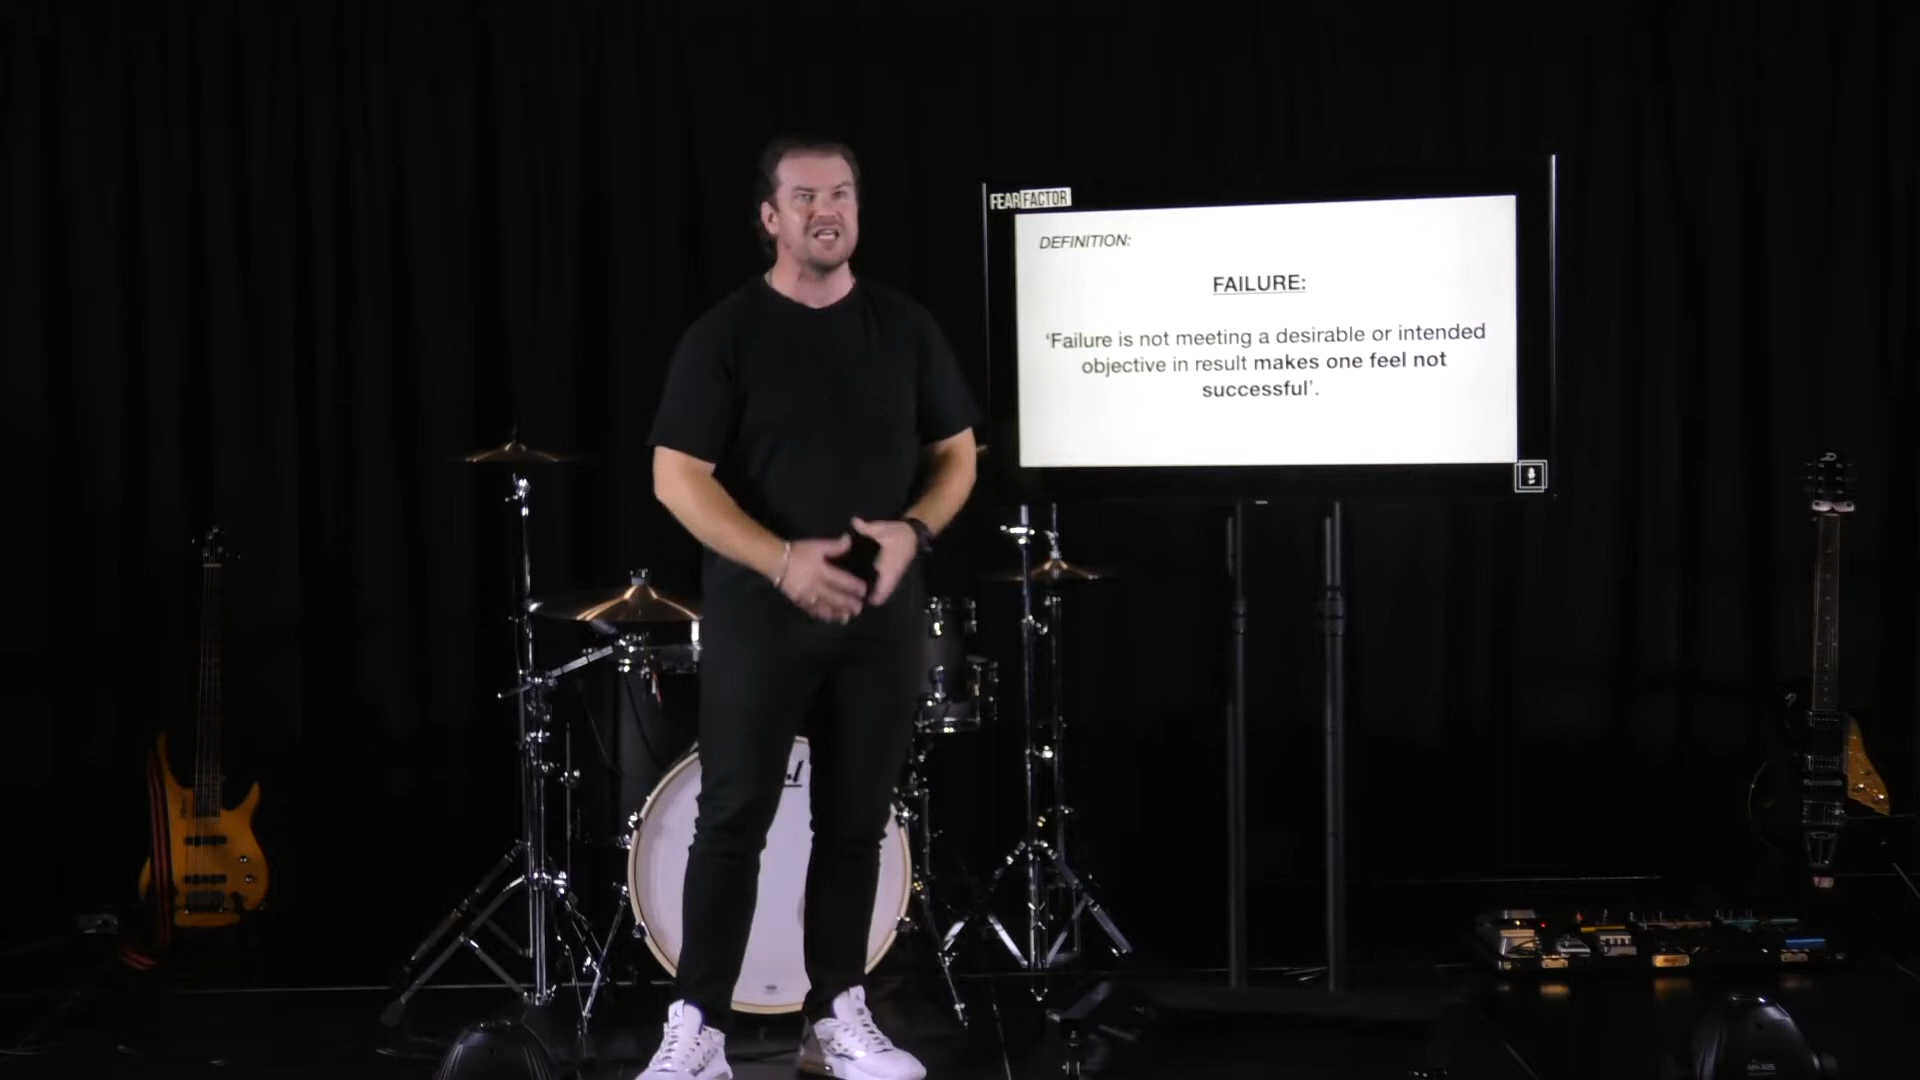 FEAR FACTOR
DEFINITION:
FAILURE:
‘Failure is not meeting a desirable or intended
objective in result makes one feel not
successful’.